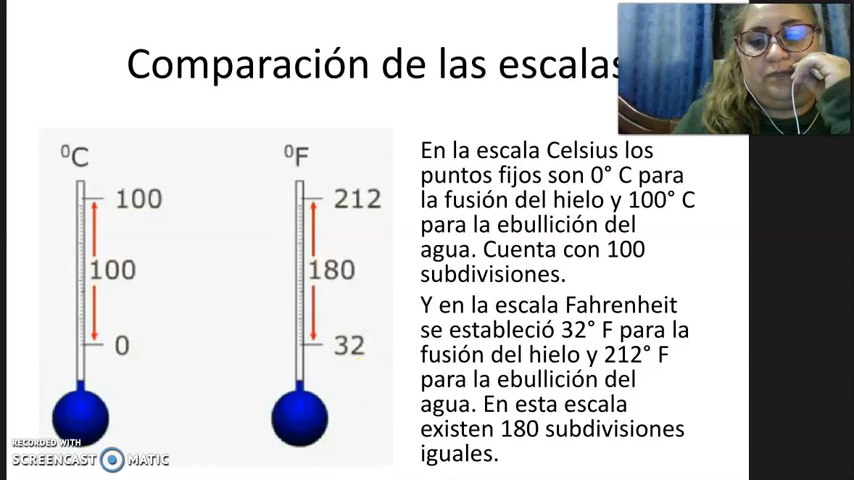 Comparación de las escalas
⁰C
100
100
0
⁰F
212
180
32
En la escala Celsius los
puntos fijos son 0° C para
la fusión del hielo y 100° C
para la ebullición del
agua. Cuenta con 100
subdivisiones.
Y en la escala Fahrenheit
se estableció 32° F para la
fusión del hielo y 212° F
para la ebullición del
agua. En esta escala
existen 180 subdivisiones
iguales.
RECORDED WITH
SCREENCAST MATIC